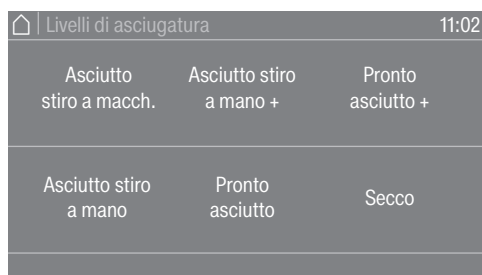 Livelli di asciugatura 11:02
Asciutto stiro a macch.
Asciutto stiro a mano +
Pronto asciutto +
Asciutto stiro a mano
Pronto asciutto
Secco